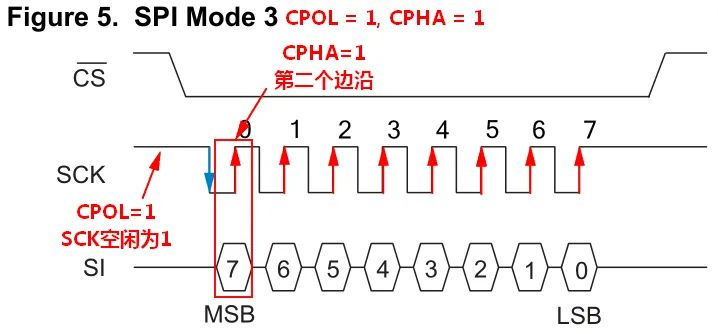 Figure 5. SPI Mode 3 CPOL = 1, CPHA = 1
CPHA=1
第二个边沿
CS
0 1 2 3 4 5 6 7
SCK
CPOL=1
SCK空闲为1
SI
7 6 5 4 3 2 1 0
MSB
LSB